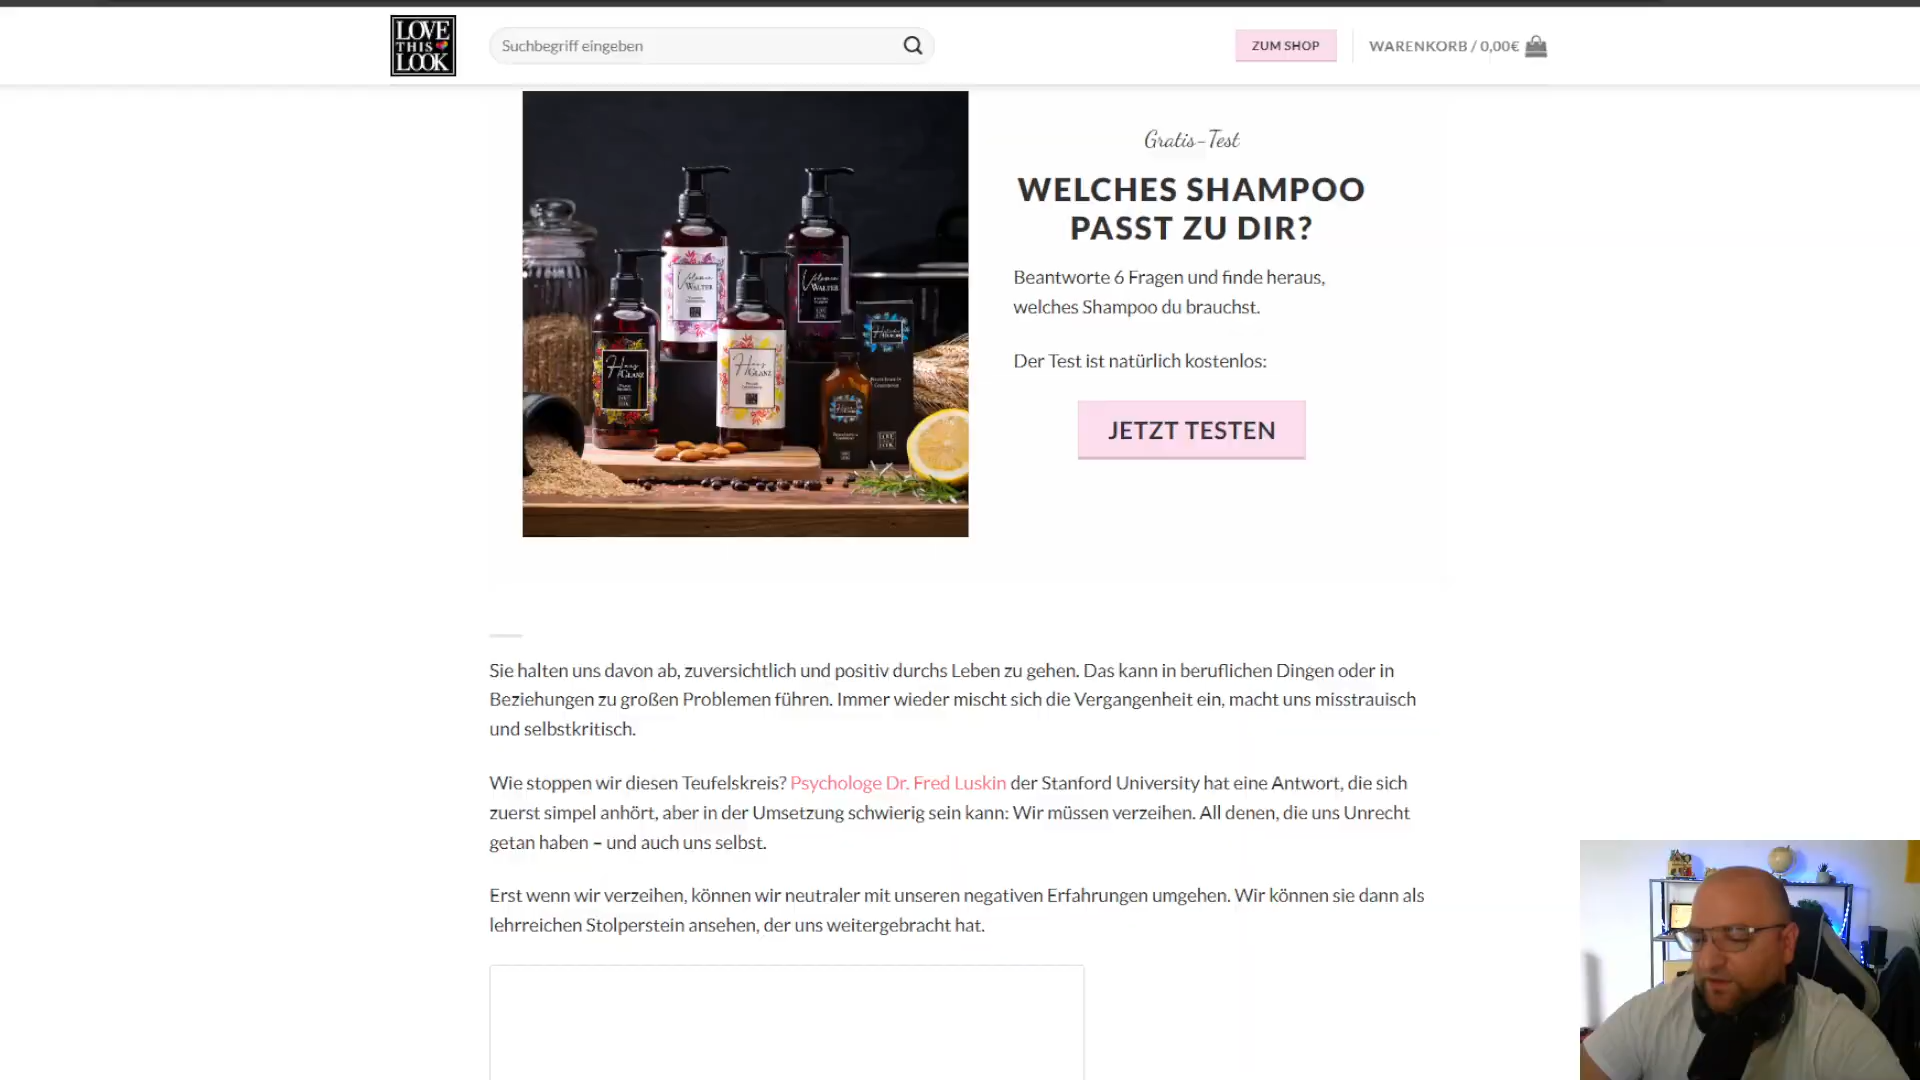 LOVE
THIS
LOOK
Suchbegriff eingeben
ZUM SHOP
WARENKORB / 0,00€
Gratis-Test
WELCHES SHAMPOO
PASST ZU DIR?
Beantworte 6 Fragen und finde heraus,
welches Shampoo du brauchst.
Der Test ist natürlich kostenlos:
JETZT TESTEN
WALTER
WALTER
GLANZ
GLANZ
Sie halten uns davon ab, zuversichtlich und positiv durchs Leben zu gehen. Das kann in beruflichen Dingen oder in
Beziehungen zu großen Problemen führen. Immer wieder mischt sich die Vergangenheit ein, macht uns misstrauisch
und selbstkritisch.
Wie stoppen wir diesen Teufelskreis? Psychologe Dr. Fred Luskin der Stanford University hat eine Antwort, die sich
zuerst simpel anhört, aber in der Umsetzung schwierig sein kann: Wir müssen verzeihen. All denen, die uns Unrecht
getan haben – und auch uns selbst.
Erst wenn wir verzeihen, können wir neutraler mit unseren negativen Erfahrungen umgehen. Wir können sie dann als
lehrreichen Stolperstein ansehen, der uns weitergebracht hat.